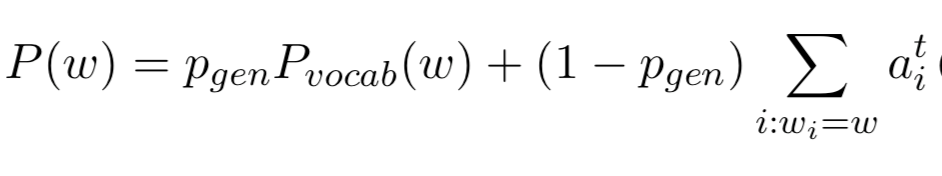 P(w) = p_{gen}P_{vocab}(w) + (1 − p_{gen}) ∑_{i:w_i=w} a_i^t